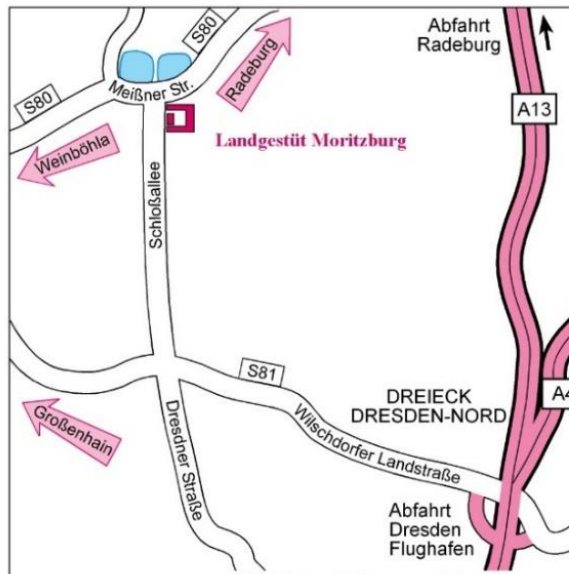 S80
Abfahrt
Radeburg
S80
Radeburg
Meißner Str.
A13
Weinböhla
Landgestüt Moritzburg
Schloßallee
S81
DREIECK
DRESDEN-NORD
A4
Großenhain
Dresdner Straße
Wilschdorfer Landstraße
Abfahrt
Dresden
Flughafen